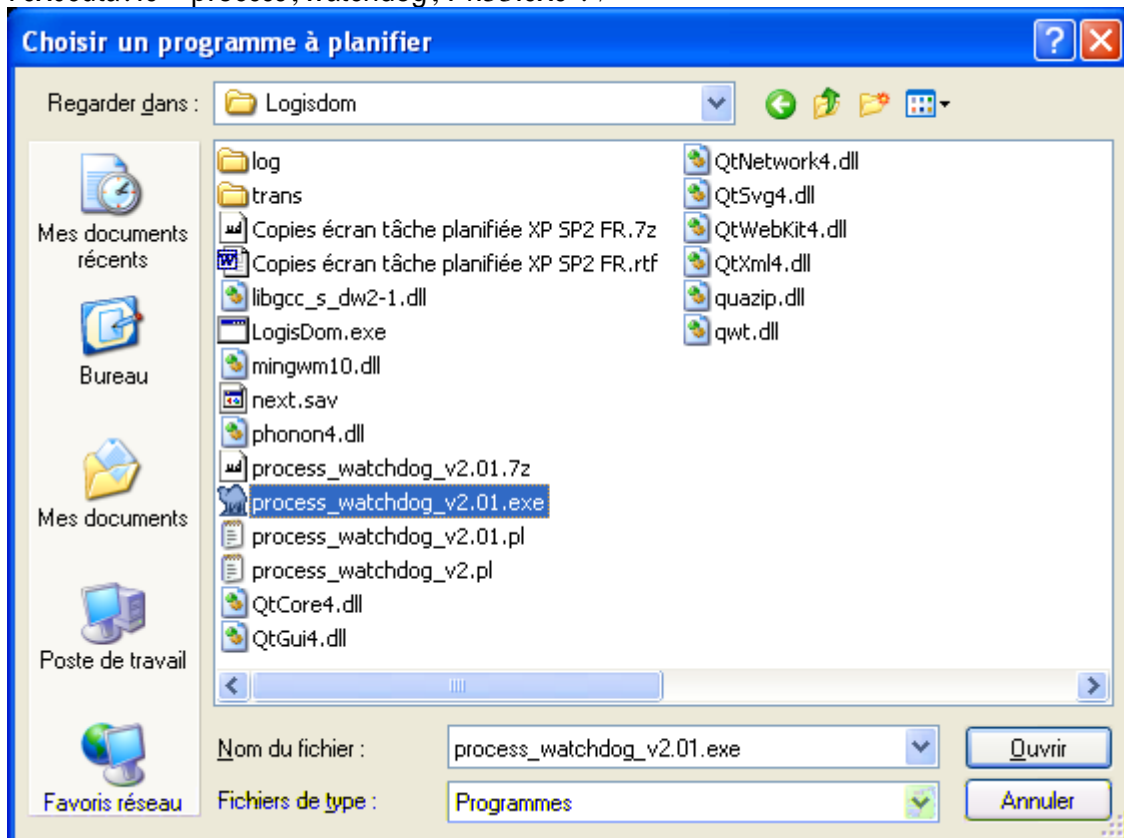 Choisir un programme à planifier
Regarder dans : Logisdom
Mes documents récents
Bureau
Mes documents
Poste de travail
Favoris réseau
log
trans
Copies écran tâche planifiée XP SP2 FR.7z
Copies écran tâche planifiée XP SP2 FR.rtf
libgcc_s_dw2-1.dll
LogisDom.exe
mingwm10.dll
next.sav
phonon4.dll
process_watchdog_v2.01.7z
process_watchdog_v2.01.exe
process_watchdog_v2.01.pl
process_watchdog_v2.pl
QtCore4.dll
QtGui4.dll
QtNetwork4.dll
QtSvg4.dll
QtWebKit4.dll
QtXml4.dll
quazip.dll
qwt.dll
Nom du fichier : process_watchdog_v2.01.exe Ouvrir
Fichiers de type : Programmes Annuler